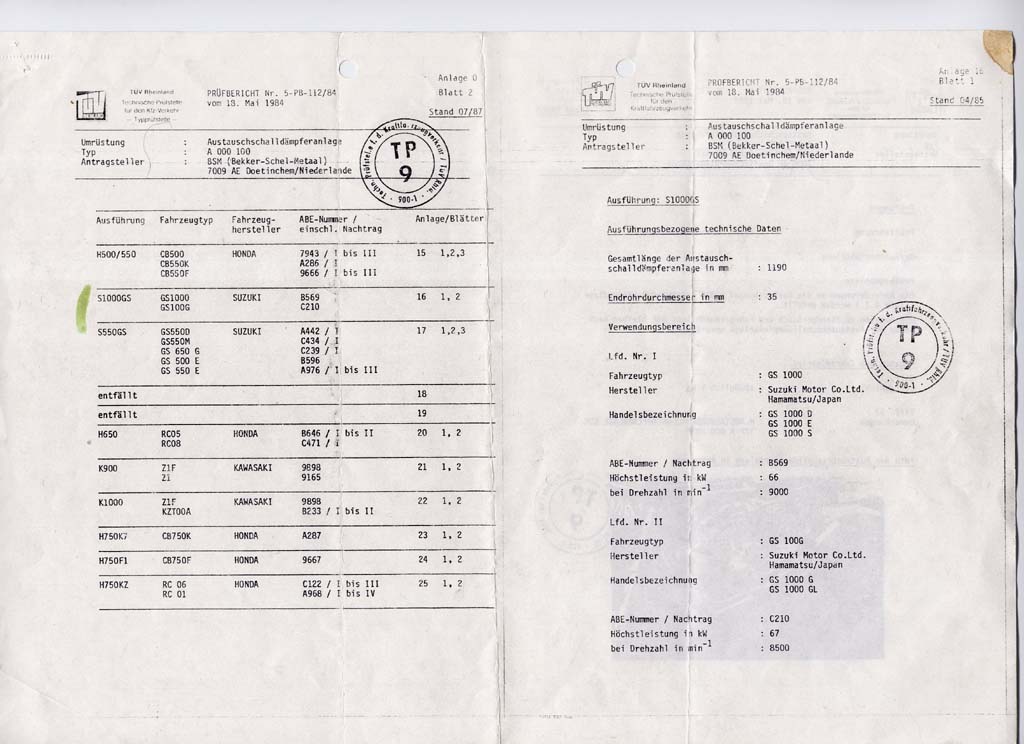 Anlage 0
TÜV Rheinland
PRÜFBERICHT Nr. 5-PB-112/84
Blatt 2
Technische Prüfstelle
vom 18. Mai 1984
für den Kfz-Verkehr
Stand 07/87
— Typprüfstelle —
Umrüstung : Austauschschalldämpferanlage
Typ : A 000 100
Antragsteller : BSM (Bekker-Schel-Metaal)
7009 AE Doetinchem/Niederlande
TP
9
900-1
Ausführung Fahrzeugtyp Fahrzeug- ABE-Nummer / Anlage/Blätter
hersteller einschl. Nachtrag
H500/550 CB500 HONDA 7943 / I bis III 15 1,2,3
CB550K A286 / I
CB550F 9666 / I bis III
S1000GS GS1000 SUZUKI B569 16 1, 2
GS100G C210
S550GS GS550D SUZUKI A442 / I 17 1,2,3
GS550M C434 / I
GS 650 G C239 / I
GS 500 E B596
GS 550 E A976 / I bis III
entfällt 18
entfällt 19
H650 RC05 HONDA B646 / I bis II 20 1, 2
RC08 C471 / I
K900 Z1F KAWASAKI 9898 21 1, 2
Z1 9165
K1000 Z1F KAWASAKI 9898 22 1, 2
KZT00A B233 / I bis II
H750K7 CB750K HONDA A287 23 1, 2
H750F1 CB750F HONDA 9667 24 1, 2
H750KZ RC 06 HONDA C122 / I bis III 25 1, 2
RC 01 A968 / I bis IV
Anlage 16
TÜV Rheinland
PRÜFBERICHT Nr. 5-PB-112/84
Blatt 1
Technische Prüfstelle
vom 18. Mai 1984
für den
Kraftfahrzeugverkehr
Stand 04/85
Umrüstung : Austauschschalldämpferanlage
Typ : A 000 100
Antragsteller : BSM (Bekker-Schel-Metaal)
7009 AE Doetinchem/Niederlande
Ausführung: S1000GS
Ausführungsbezogene technische Daten
Gesamtlänge der Austausch-
schalldämpferanlage in mm : 1190
Endrohrdurchmesser in mm : 35
Verwendungsbereich
TP
9
900-1
Lfd. Nr. I
Fahrzeugtyp : GS 1000
Hersteller : Suzuki Motor Co.Ltd.
Hamamatsu/Japan
Handelsbezeichnung : GS 1000 D
GS 1000 E
GS 1000 S
ABE-Nummer / Nachtrag : B569
Höchstleistung in kW : 66
bei Drehzahl in min-1 : 9000
Lfd. Nr. II
Fahrzeugtyp : GS 100G
Hersteller : Suzuki Motor Co.Ltd.
Hamamatsu/Japan
Handelsbezeichnung : GS 1000 G
GS 1000 GL
ABE-Nummer / Nachtrag : C210
Höchstleistung in kW : 67
bei Drehzahl in min-1 : 8500